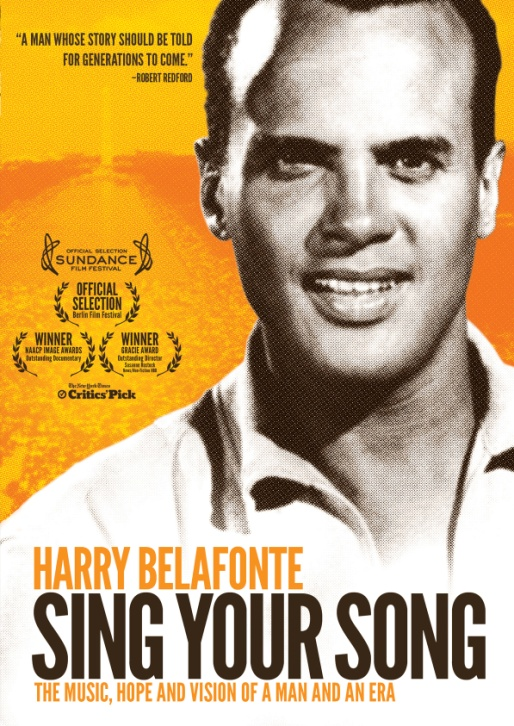 “A MAN WHOSE STORY SHOULD BE TOLD
FOR GENERATIONS TO COME.”
–ROBERT REDFORD
OFFICIAL SELECTION
SUNDANCE
FILM FESTIVAL
OFFICIAL
SELECTION
Berlin Film Festival
WINNER
NAACP IMAGE AWARDS
Outstanding Documentary
WINNER
GRACIE AWARD
Outstanding Director
Susanne Rostock
The New York Times
Critics' Pick
HARRY BELAFONTE
SING YOUR SONG
THE MUSIC, HOPE AND VISION OF A MAN AND AN ERA